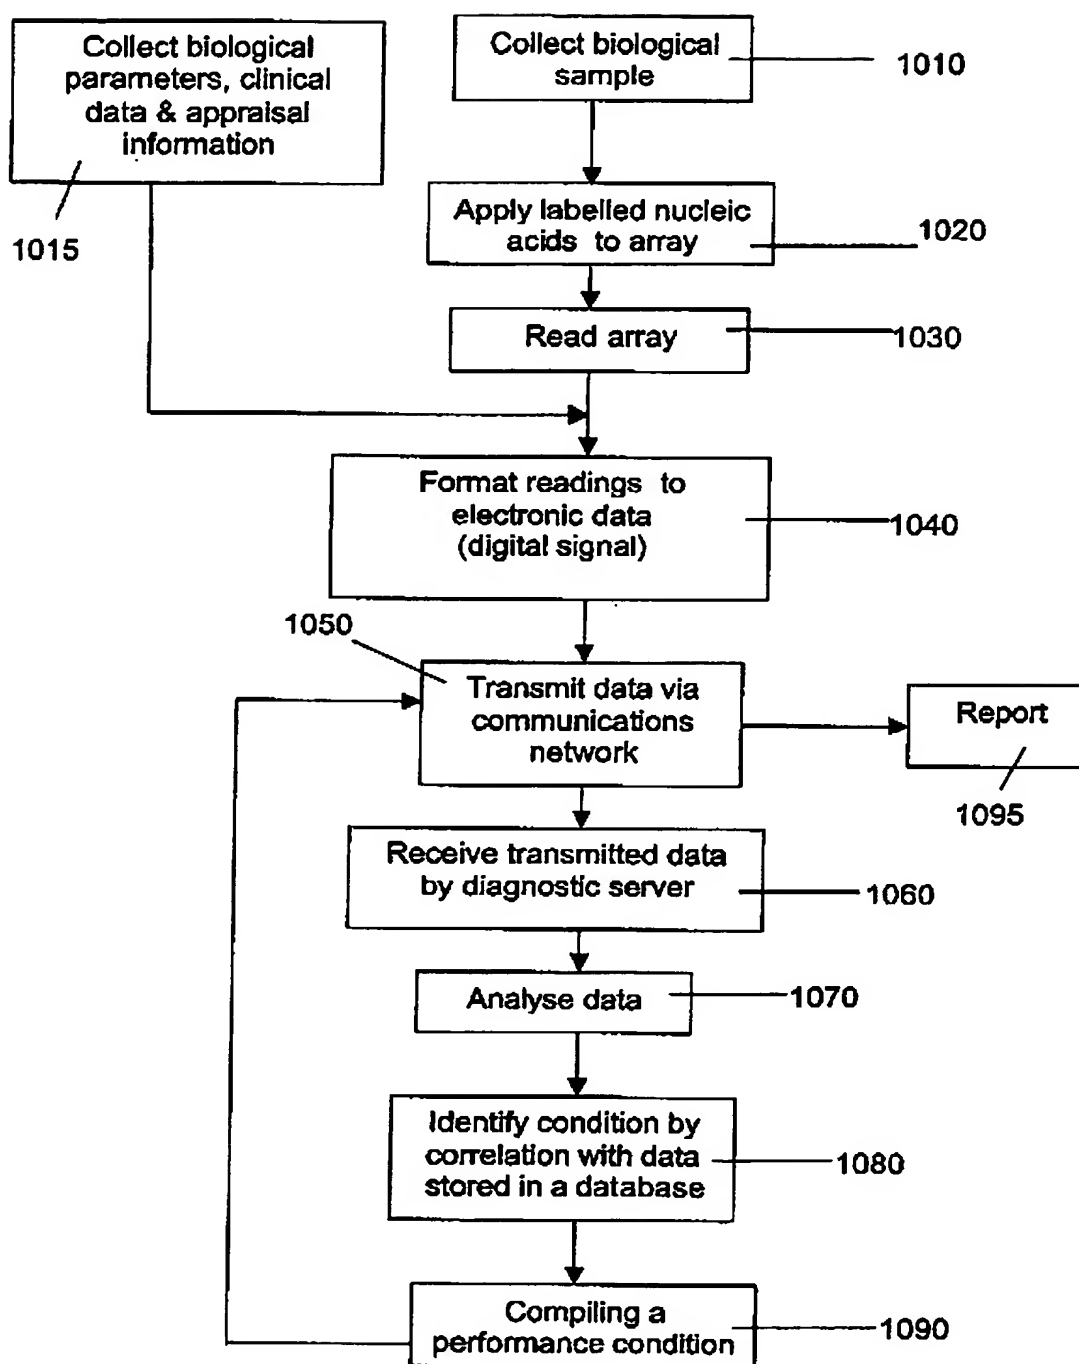 Collect biological
parameters, clinical
data & appraisal
information
1015
Collect biological
sample
1010
Apply labelled nucleic
acids to array
1020
Read array
1030
Format readings to
electronic data
(digital signal)
1040
1050
Transmit data via
communications
network
Report
1095
Receive transmitted data
by diagnostic server
1060
Analyse data
1070
Identify condition by
correlation with data
stored in a database
1080
Compiling a
performance condition
1090